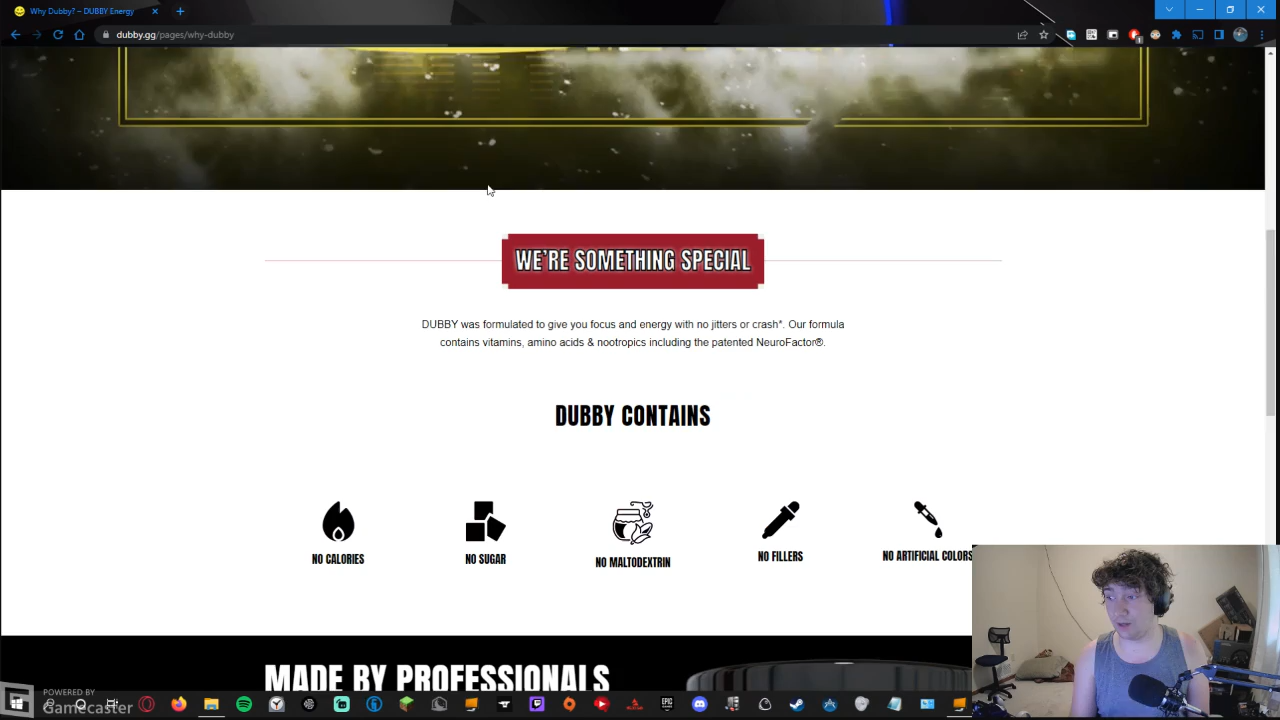 Why Dubby? – DUBBY Energy
dubby.gg/pages/why-dubby
WE'RE SOMETHING SPECIAL
DUBBY was formulated to give you focus and energy with no jitters or crash*. Our formula
contains vitamins, amino acids & nootropics including the patented NeuroFactor®.
DUBBY CONTAINS
NO CALORIES
NO SUGAR
NO MALTODEXTRIN
NO FILLERS
NO ARTIFICIAL COLORS
MADE BY PROFESSIONALS
POWERED BY
Gamecaster
EPIC